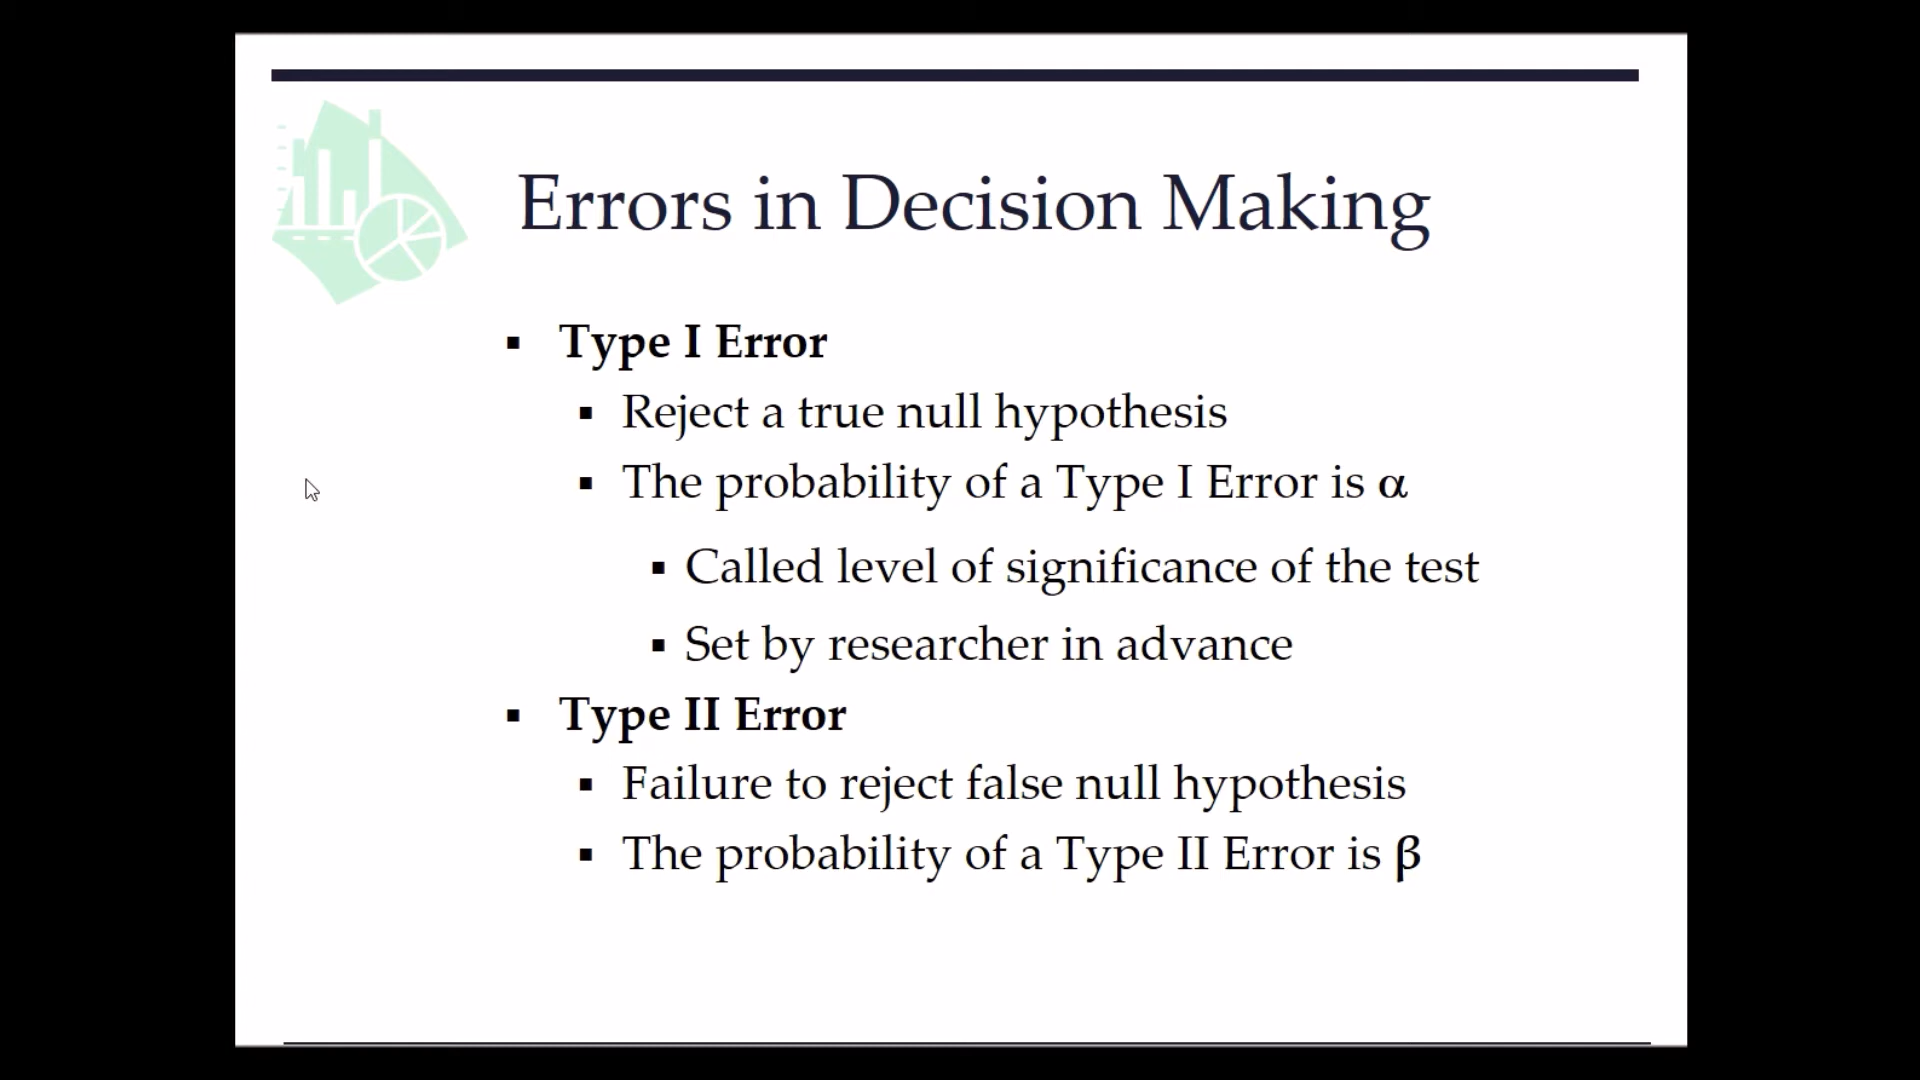 Errors in Decision Making
▪ Type I Error
▪ Reject a true null hypothesis
▪ The probability of a Type I Error is α
▪ Called level of significance of the test
▪ Set by researcher in advance
▪ Type II Error
▪ Failure to reject false null hypothesis
▪ The probability of a Type II Error is β